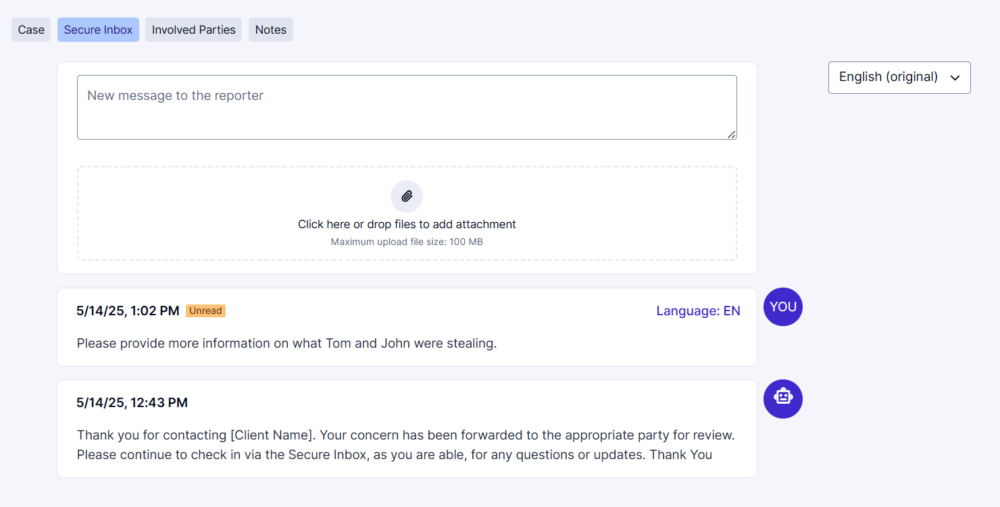 Case Secure Inbox Involved Parties Notes
English (original)
New message to the reporter
Click here or drop files to add attachment
Maximum upload file size: 100 MB
5/14/25, 1:02 PM Unread Language: EN YOU
Please provide more information on what Tom and John were stealing.
5/14/25, 12:43 PM
Thank you for contacting [Client Name]. Your concern has been forwarded to the appropriate party for review.
Please continue to check in via the Secure Inbox, as you are able, for any questions or updates. Thank You